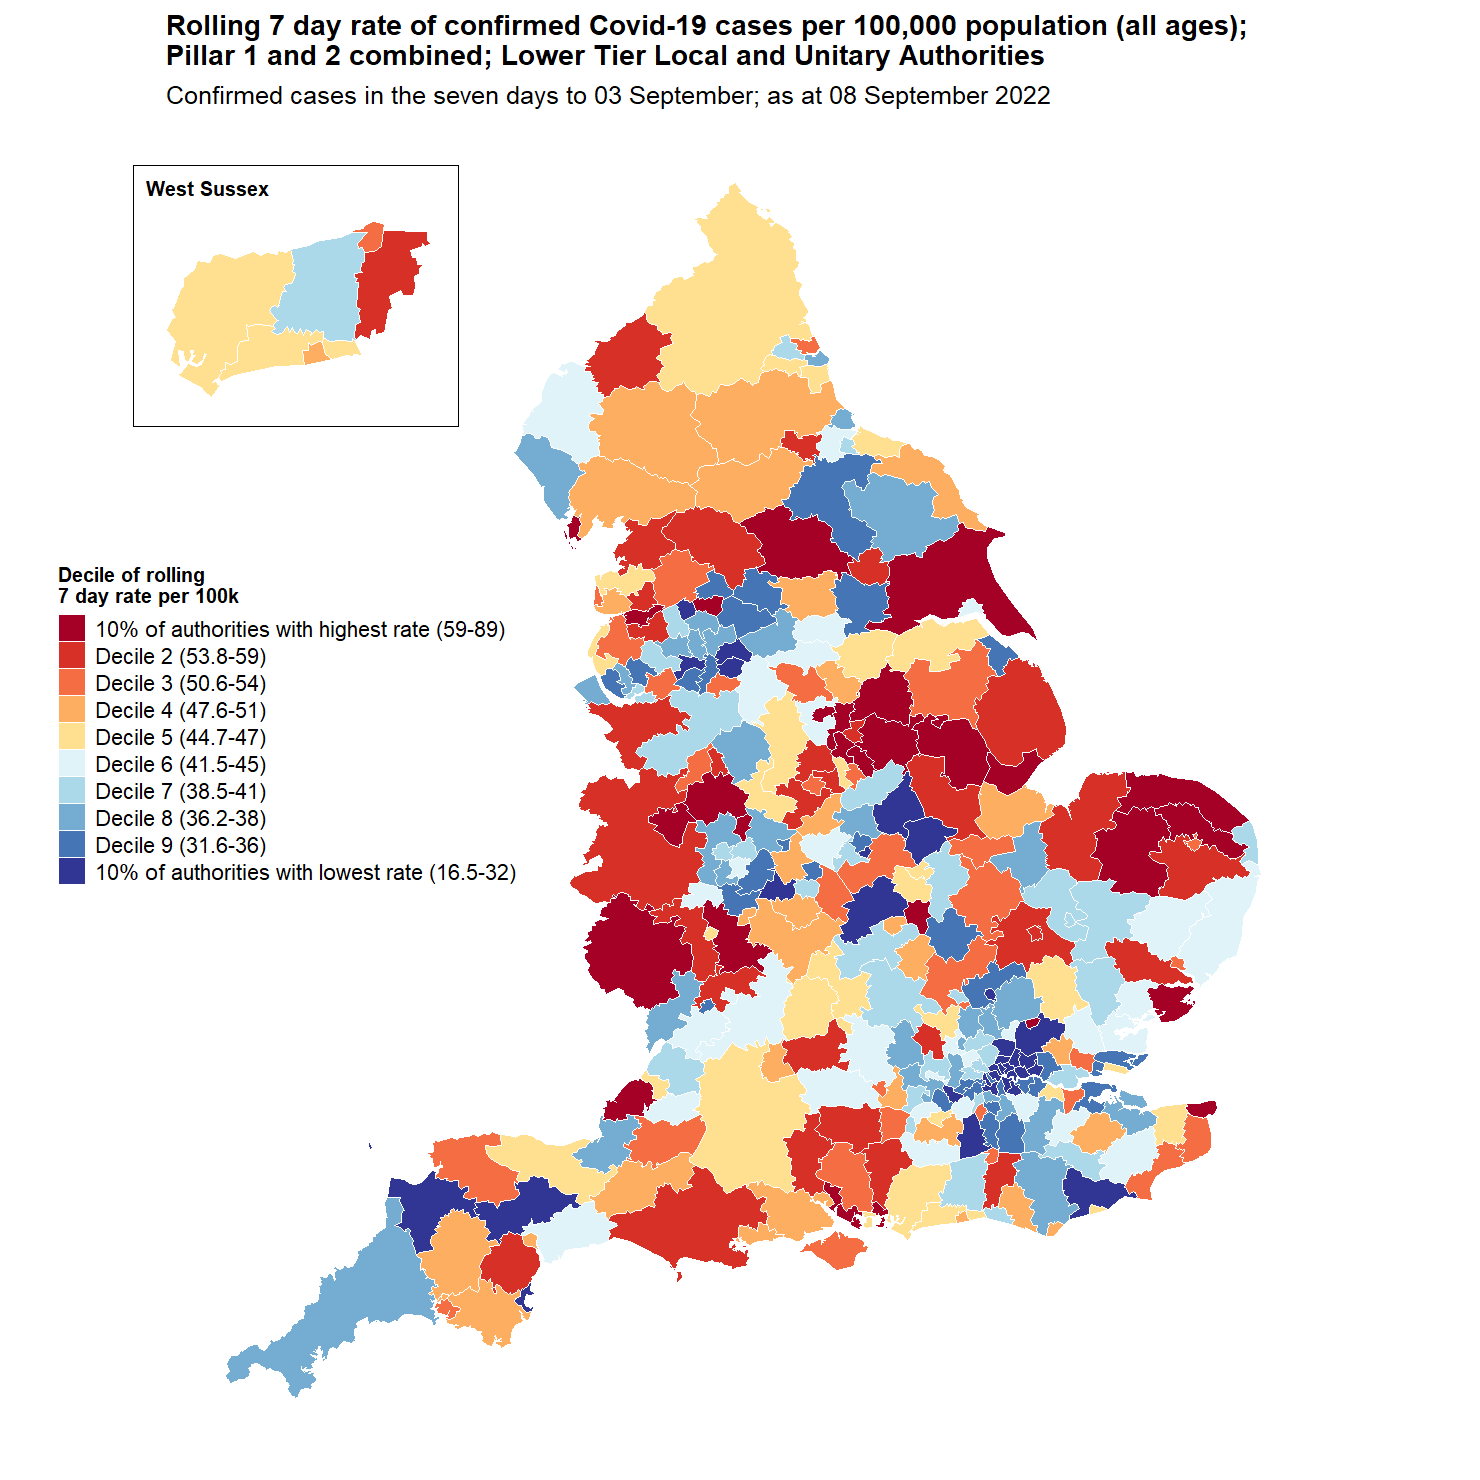 Rolling 7 day rate of confirmed Covid-19 cases per 100,000 population (all ages);
Pillar 1 and 2 combined; Lower Tier Local and Unitary Authorities
Confirmed cases in the seven days to 03 September; as at 08 September 2022
West Sussex
Decile of rolling
7 day rate per 100k
10% of authorities with highest rate (59-89)
Decile 2 (53.8-59)
Decile 3 (50.6-54)
Decile 4 (47.6-51)
Decile 5 (44.7-47)
Decile 6 (41.5-45)
Decile 7 (38.5-41)
Decile 8 (36.2-38)
Decile 9 (31.6-36)
10% of authorities with lowest rate (16.5-32)